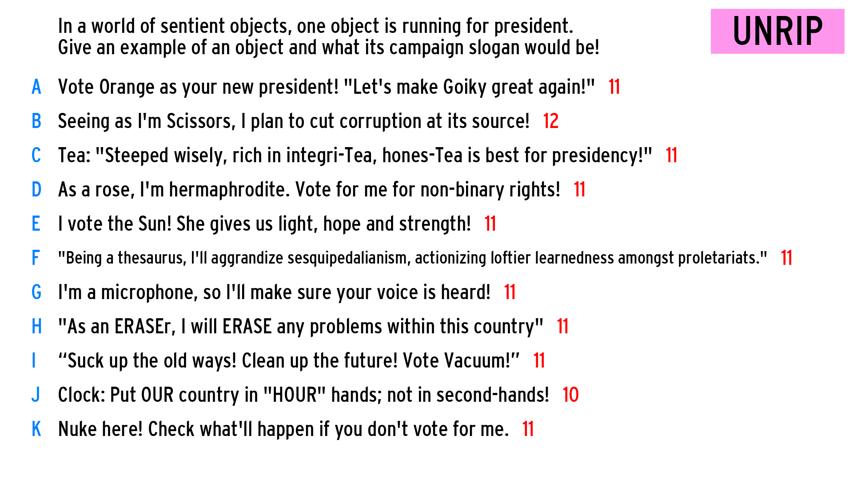 In a world of sentient objects, one object is running for president.
Give an example of an object and what its campaign slogan would be!
UNRIP
A Vote Orange as your new president! "Let's make Goiky great again!" 11
B Seeing as I'm Scissors, I plan to cut corruption at its source! 12
C Tea: "Steeped wisely, rich in integri-Tea, hones-Tea is best for presidency!" 11
D As a rose, I'm hermaphrodite. Vote for me for non-binary rights! 11
E I vote the Sun! She gives us light, hope and strength! 11
F "Being a thesaurus, I'll aggrandize sesquipedalianism, actionizing loftier learnedness amongst proletariats." 11
G I'm a microphone, so I'll make sure your voice is heard! 11
H "As an ERASEr, I will ERASE any problems within this country" 11
I “Suck up the old ways! Clean up the future! Vote Vacuum!” 11
J Clock: Put OUR country in "HOUR" hands; not in second-hands! 10
K Nuke here! Check what'll happen if you don't vote for me. 11